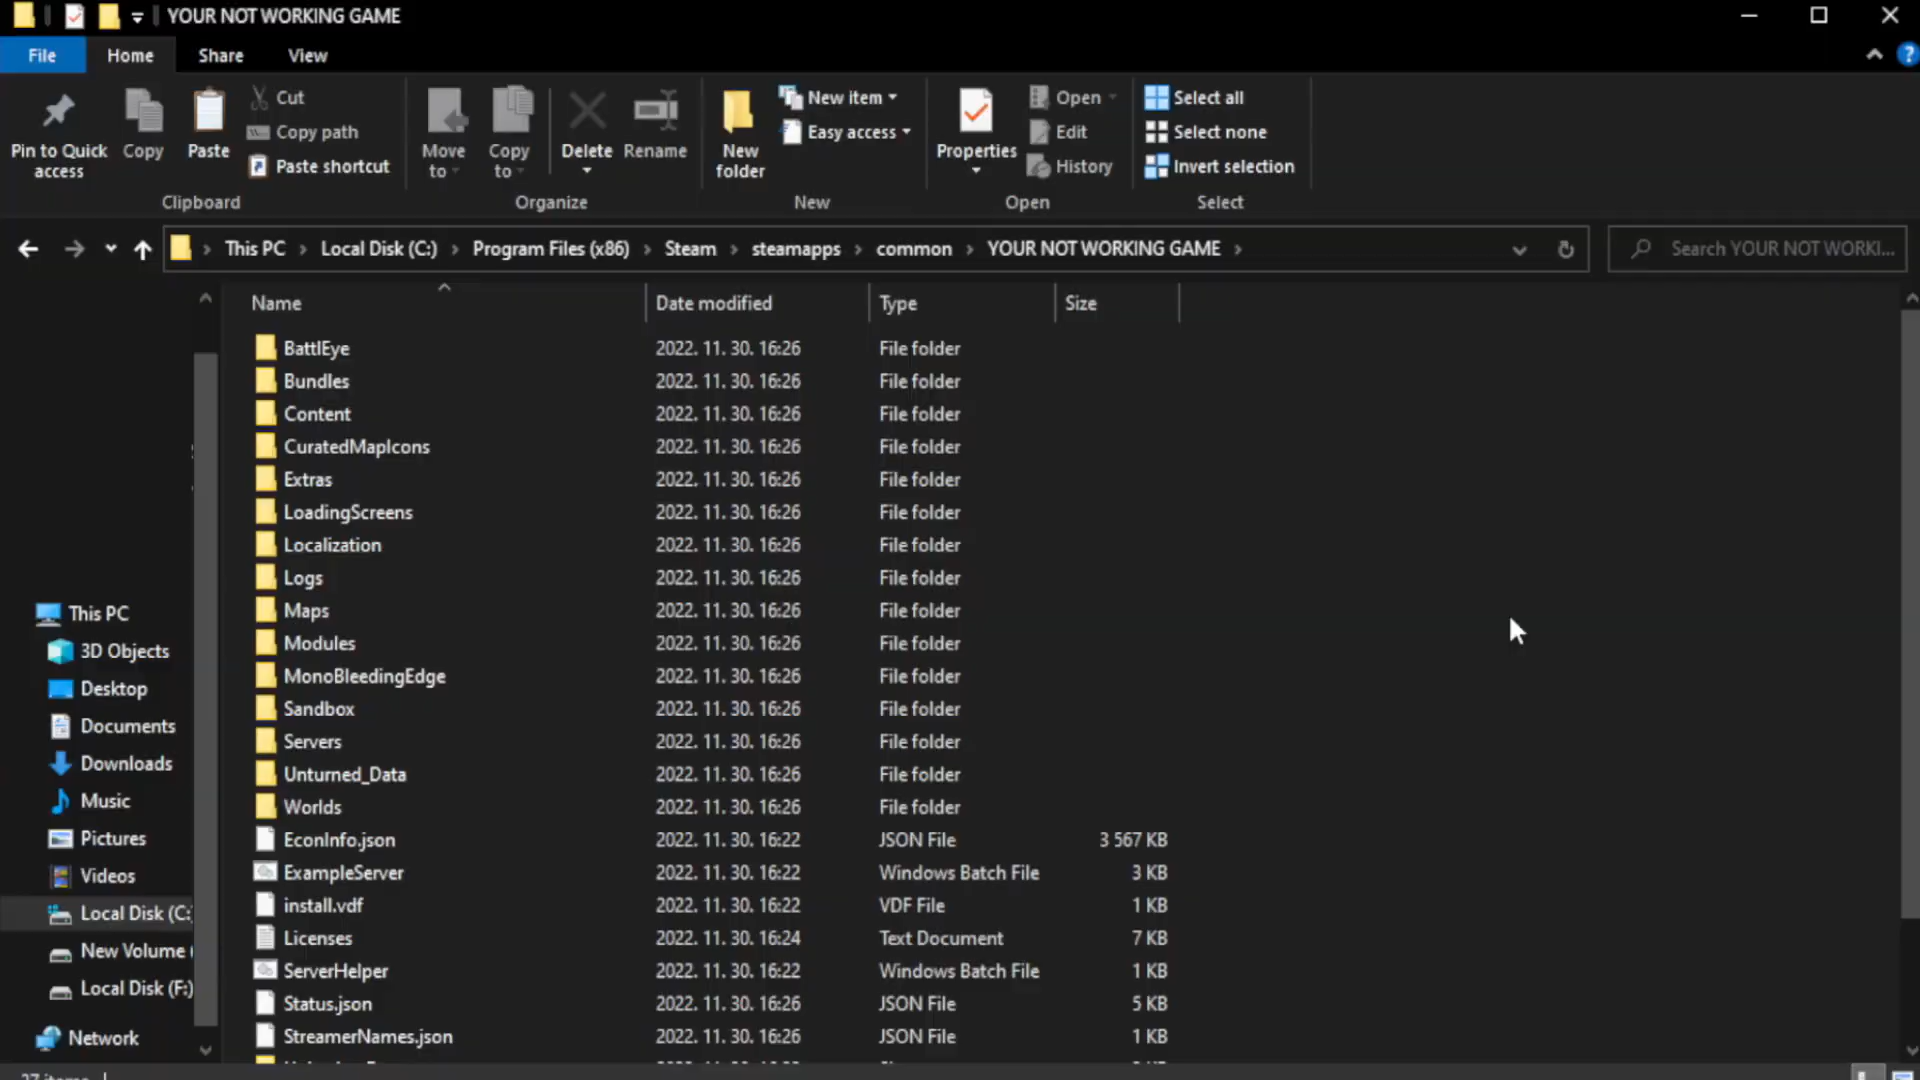 YOUR NOT WORKING GAME
File Home Share View
Pin to Quick access
Copy
Paste
Cut
Copy path
Paste shortcut
Move to
Copy to
Delete
Rename
New folder
New item
Easy access
Properties
Open
Edit
History
Select all
Select none
Invert selection
Clipboard Organize New Open Select
This PC Local Disk (C:) Program Files (x86) Steam steamapps common YOUR NOT WORKING GAME
Search YOUR NOT WORKI...
Name Date modified Type Size
BattlEye 2022. 11. 30. 16:26 File folder
Bundles 2022. 11. 30. 16:26 File folder
Content 2022. 11. 30. 16:26 File folder
CuratedMapIcons 2022. 11. 30. 16:26 File folder
Extras 2022. 11. 30. 16:26 File folder
LoadingScreens 2022. 11. 30. 16:26 File folder
Localization 2022. 11. 30. 16:26 File folder
Logs 2022. 11. 30. 16:26 File folder
Maps 2022. 11. 30. 16:26 File folder
Modules 2022. 11. 30. 16:26 File folder
MonoBleedingEdge 2022. 11. 30. 16:26 File folder
Sandbox 2022. 11. 30. 16:26 File folder
Servers 2022. 11. 30. 16:26 File folder
Unturned_Data 2022. 11. 30. 16:26 File folder
Worlds 2022. 11. 30. 16:26 File folder
EconInfo.json 2022. 11. 30. 16:22 JSON File 3 567 KB
ExampleServer 2022. 11. 30. 16:22 Windows Batch File 3 KB
install.vdf 2022. 11. 30. 16:22 VDF File 1 KB
Licenses 2022. 11. 30. 16:24 Text Document 7 KB
ServerHelper 2022. 11. 30. 16:22 Windows Batch File 1 KB
Status.json 2022. 11. 30. 16:26 JSON File 5 KB
StreamerNames.json 2022. 11. 30. 16:26 JSON File 1 KB
This PC
3D Objects
Desktop
Documents
Downloads
Music
Pictures
Videos
Local Disk (C:
New Volume (
Local Disk (F:)
Network